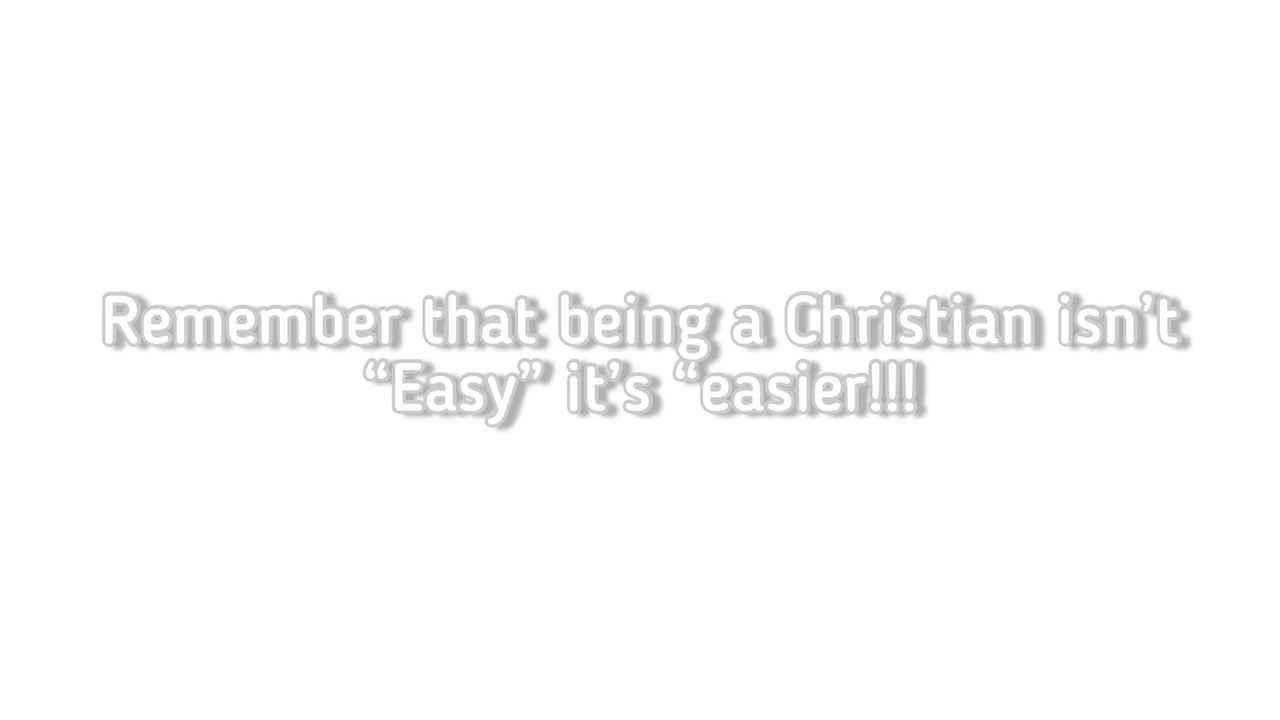 Remember that being a Christian isn’t
“Easy” it’s “easier!!!